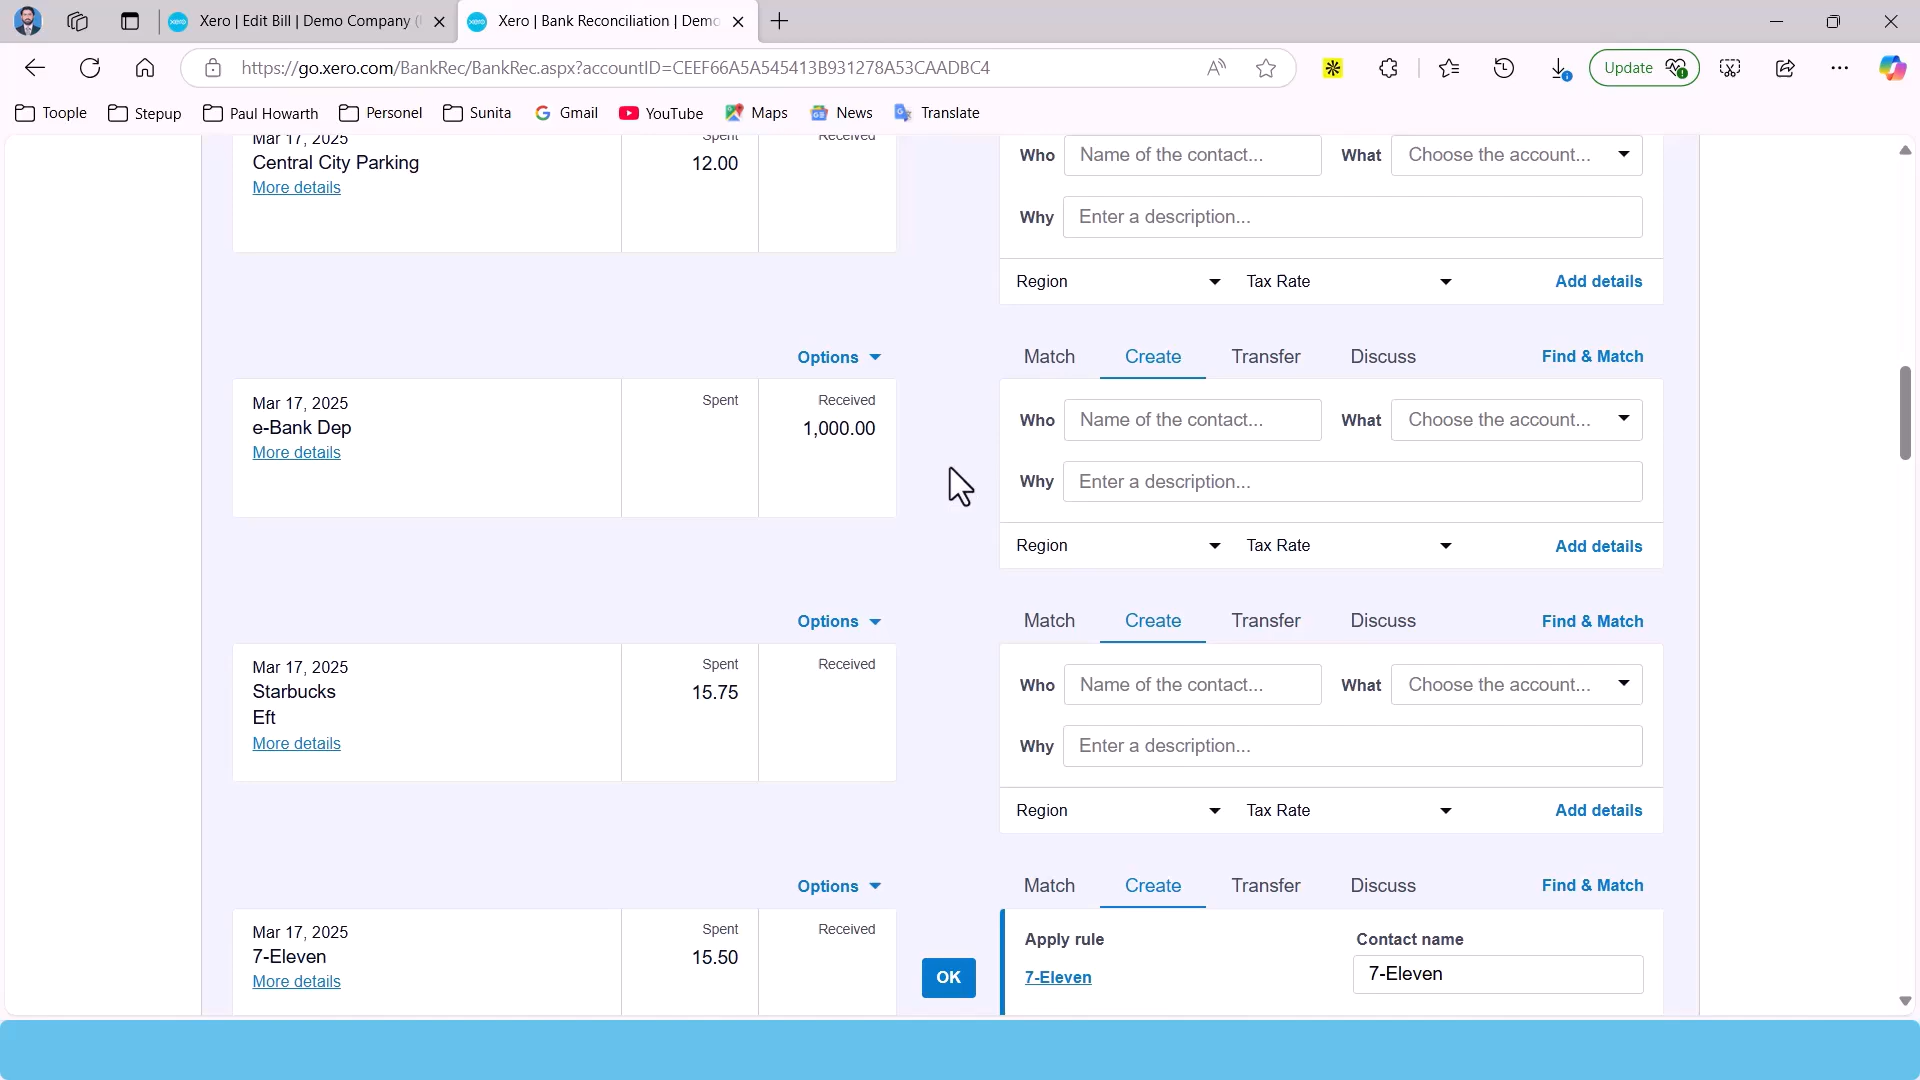 Xero | Edit Bill | Demo Company (
Xero | Bank Reconciliation | Demo
https://go.xero.com/BankRec/BankRec.aspx?accountID=CEEF66A5A545413B931278A53CAADBC4
Update
Toople
Stepup
Paul Howarth
Personel
Sunita
Gmail
YouTube
Maps
News
Translate
Mar 17, 2025
Spent
Received
Central City Parking
12.00
More details
Who
Name of the contact...
What
Choose the account...
Why
Enter a description...
Region
Tax Rate
Add details
Options
Match
Create
Transfer
Discuss
Find & Match
Mar 17, 2025
Spent
Received
e-Bank Dep
1,000.00
More details
Who
Name of the contact...
What
Choose the account...
Why
Enter a description...
Region
Tax Rate
Add details
Options
Match
Create
Transfer
Discuss
Find & Match
Mar 17, 2025
Spent
Received
Starbucks
15.75
Eft
More details
Who
Name of the contact...
What
Choose the account...
Why
Enter a description...
Region
Tax Rate
Add details
Options
Match
Create
Transfer
Discuss
Find & Match
Mar 17, 2025
Spent
Received
7-Eleven
15.50
More details
OK
Apply rule
Contact name
7-Eleven
7-Eleven